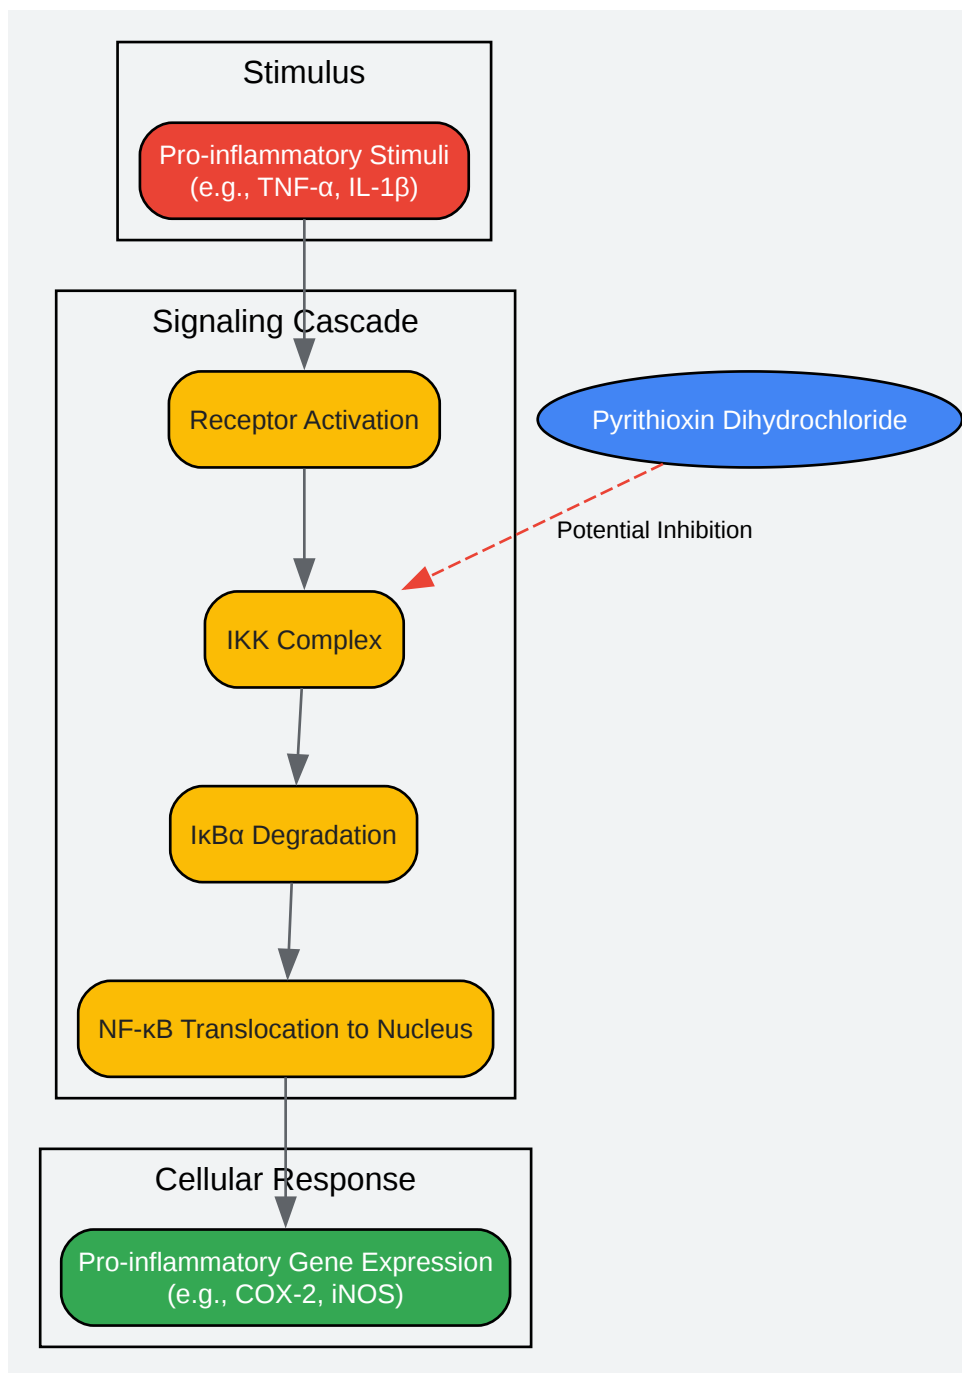 Stimulus
Pro-inflammatory Stimuli
(e.g., TNF-α, IL-1β)
Signaling Cascade
Receptor Activation
Pyrithioxin Dihydrochloride
Potential Inhibition
IKK Complex
IκBα Degradation
NF-κB Translocation to Nucleus
Cellular Response
Pro-inflammatory Gene Expression
(e.g., COX-2, iNOS)